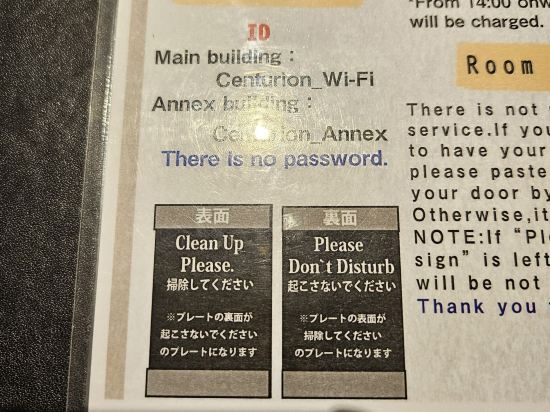 ID
Main building：
Centurion_Wi-Fi
Annex building：
Centurion_Annex
There is no password.
表面
Clean Up
Please.
掃除してください
※プレートの裏面が
起こさないでください
のプレートになります
裏面
Please
Don`t Disturb
起こさないでください
※プレートの表面が
掃除してください
のプレートになります
*From 14:00 onw
will be charged.
Room
There is not
service.If you
to have your
please paste
your door by
Otherwise,it
NOTE:If “Ple
sign” is left
will be not
Thank you